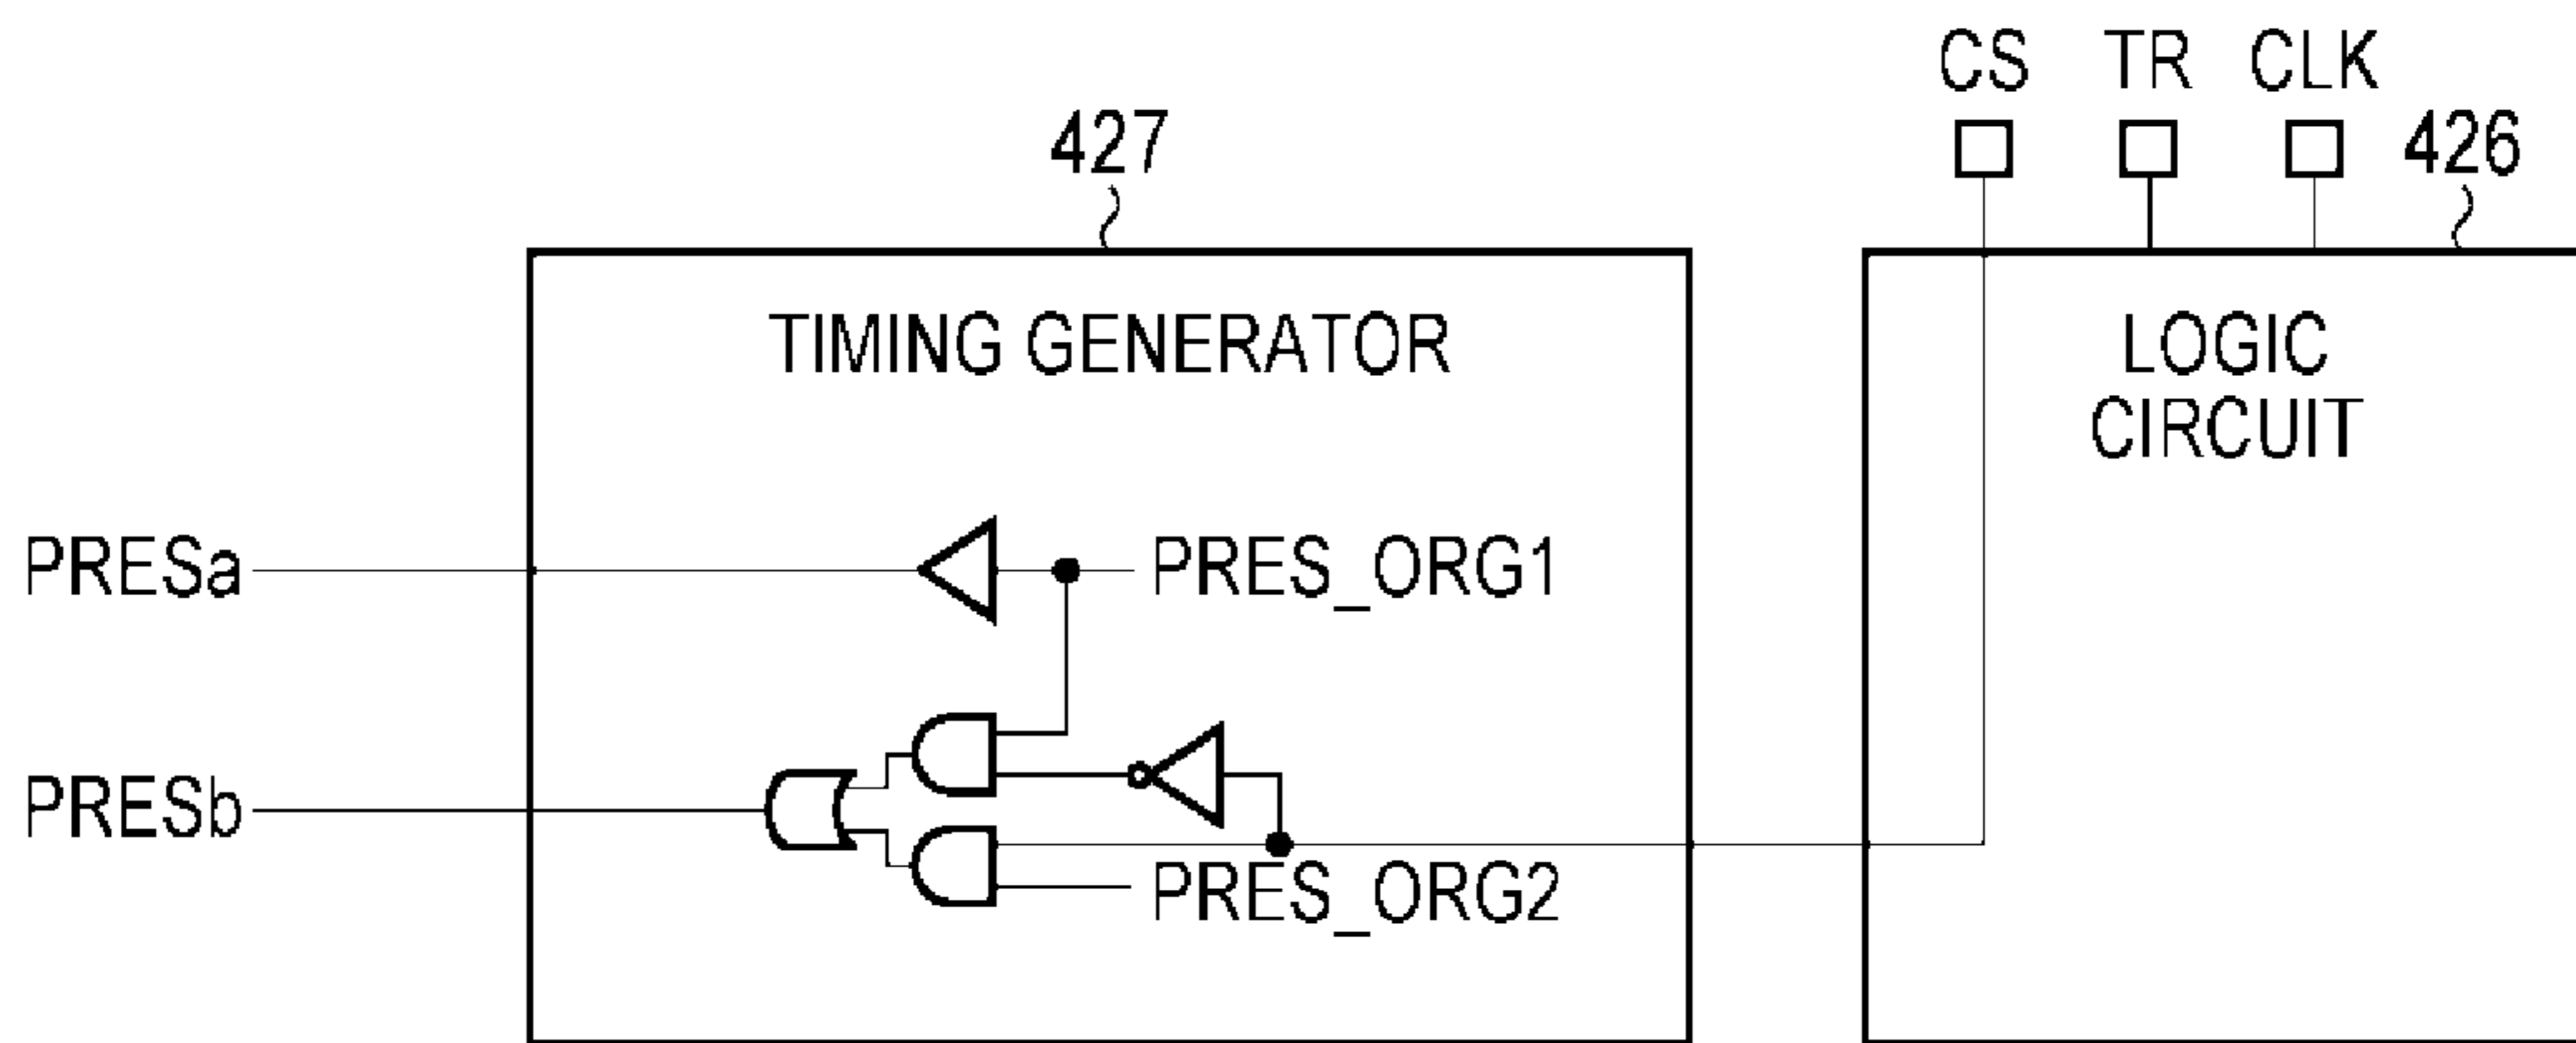 CS TR CLK
427 426
TIMING GENERATOR
LOGIC
CIRCUIT
PRESa
PRES_ORG1
PRESb
PRES_ORG2